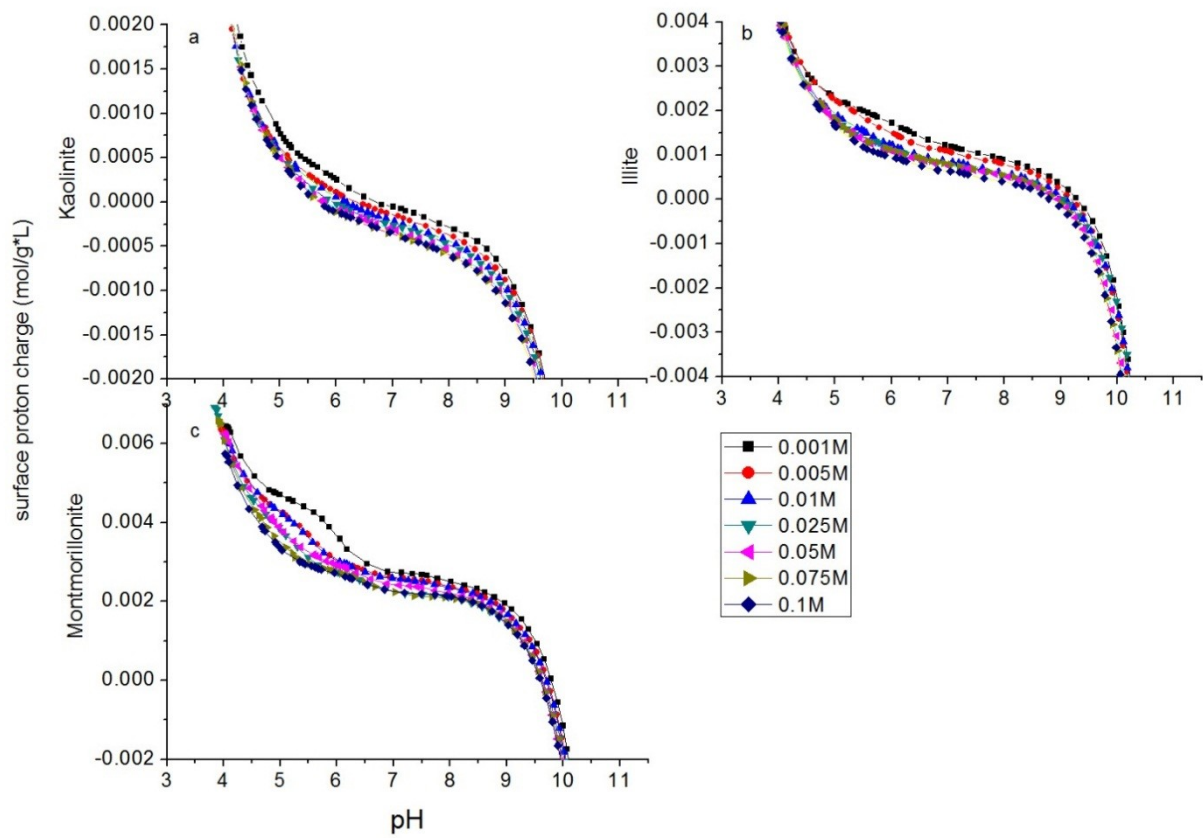 surface proton charge (mol/g*L)
Kaolinite
a
0.0020
0.0015
0.0010
0.0005
0.0000
-0.0005
-0.0010
-0.0015
-0.0020
3 4 5 6 7 8 9 10 11
Illite
b
0.004
0.003
0.002
0.001
0.000
-0.001
-0.002
-0.003
-0.004
3 4 5 6 7 8 9 10 11
Montmorillonite
c
0.006
0.004
0.002
0.000
-0.002
3 4 5 6 7 8 9 10 11
pH
0.001M
0.005M
0.01M
0.025M
0.05M
0.075M
0.1M